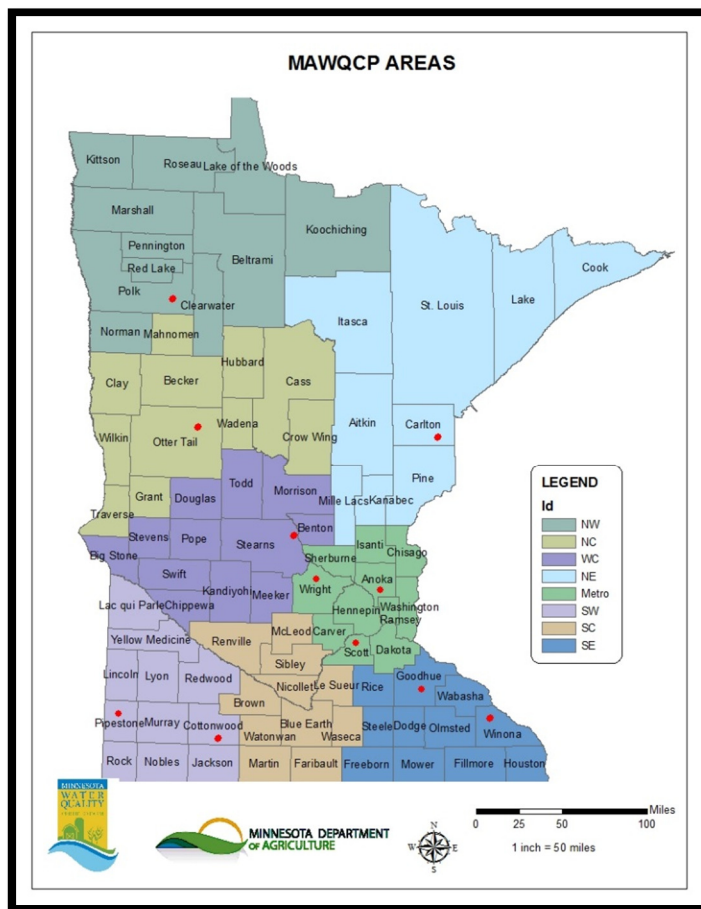 MAWQCP AREAS
Kittson
Roseau
Lake of the Woods
Marshall
Koochiching
Pennington
Beltrami
Red Lake
Polk
Clearwater
Cook
Lake
St. Louis
Itasca
Norman
Mahnomen
Hubbard
Cass
Clay
Becker
Aitkin
Carlton
Wadena
Crow Wing
Wilkin
Otter Tail
Pine
Todd
Morrison
Mille Lacs
Kanabec
Grant
Douglas
Traverse
Benton
Stevens
Pope
Stearns
Isanti
Chisago
Big Stone
Sherburne
Swift
Anoka
Wright
Kandiyohi
Meeker
Hennepin
Washington
Ramsey
Lac qui Parle
Chippewa
McLeod
Carver
Renville
Yellow Medicine
Scott
Dakota
Sibley
Lincoln
Lyon
Redwood
Nicollet
Le Sueur
Rice
Goodhue
Wabasha
Brown
Pipestone
Murray
Cottonwood
Watonwan
Blue Earth
Waseca
Steele
Dodge
Olmsted
Winona
Rock
Nobles
Jackson
Martin
Faribault
Freeborn
Mower
Fillmore
Houston
LEGEND
Id
NW
NC
WC
NE
Metro
SW
SC
SE
MINNESOTA
WATER
QUALITY
MINNESOTA DEPARTMENT
OF AGRICULTURE
N
W
E
S
Miles
0 25 50 100
1 inch = 50 miles